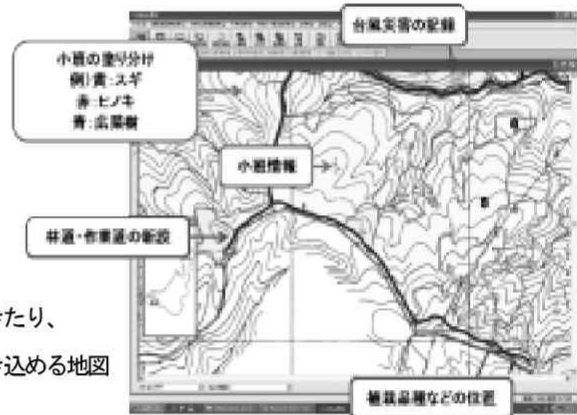 台風災害の記録
小班の塗り分け
例）黄：スギ
赤：ヒノキ
青：広葉樹
小班情報
林道・作業道の新設
たり、
込める地図
植栽品種などの位置